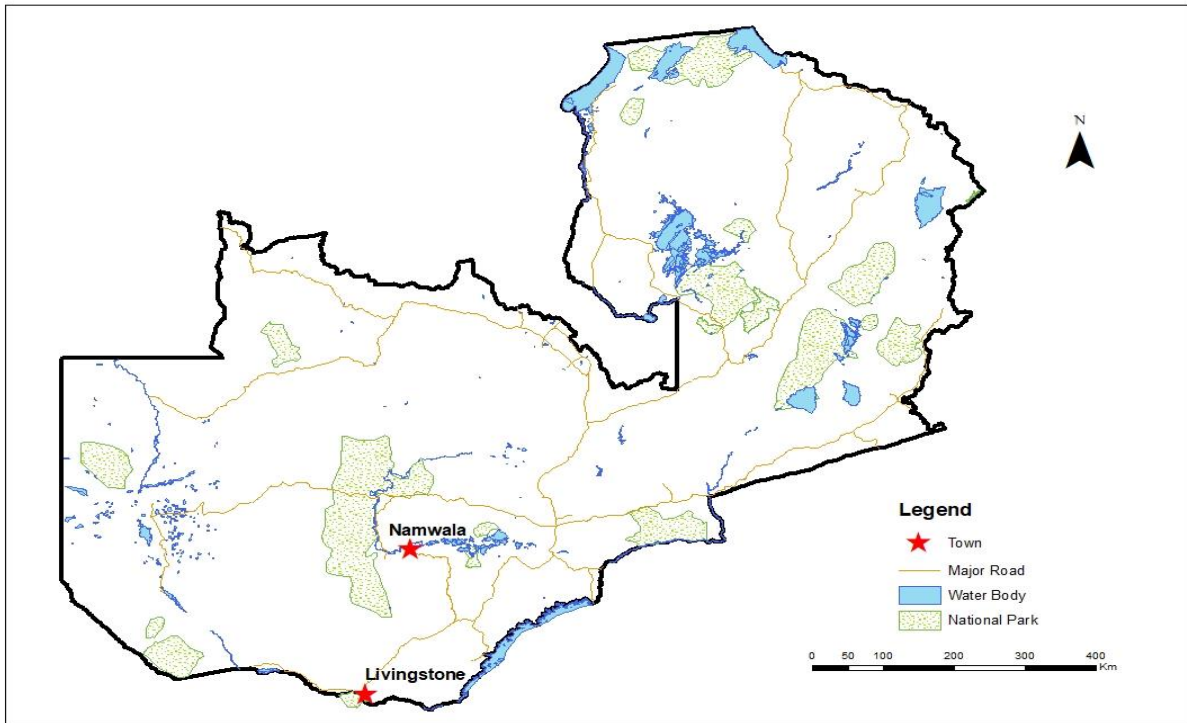 N
Namwala
Livingstone
Legend
Town
Major Road
Water Body
National Park
0 50 100 200 300 400
Km